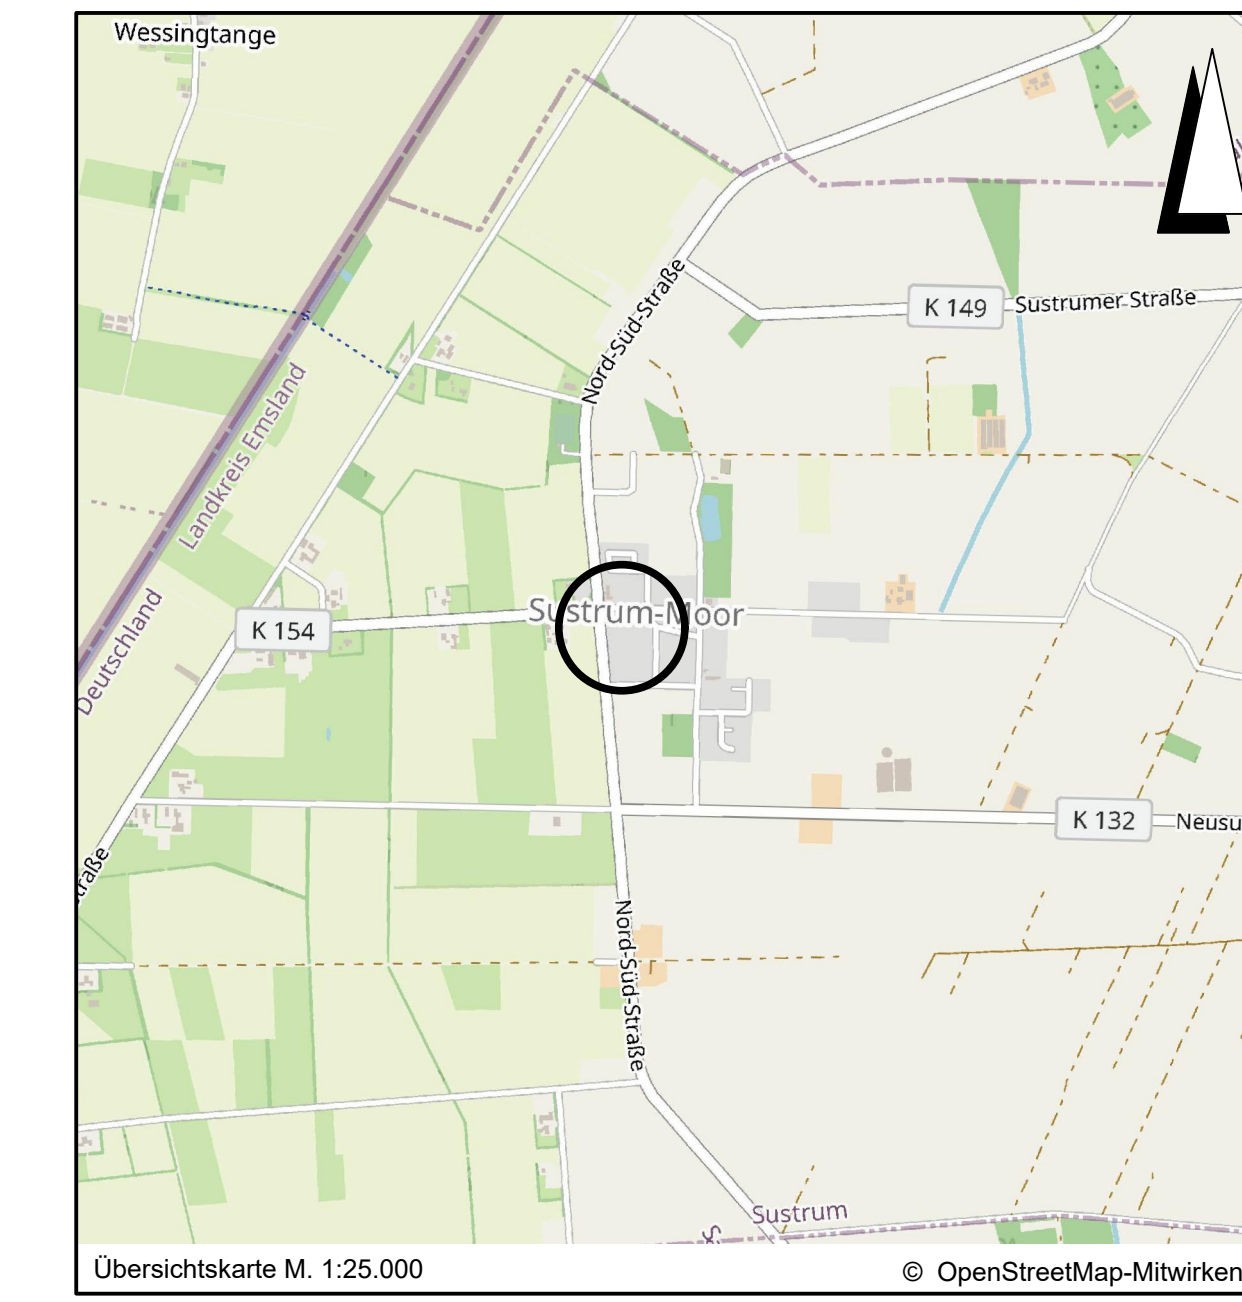 Wessingtange
Nord-Süd-Straße
K 149
Sustrumer Straße
Landkreis Emsland
Deutschland
Sustrum-Moor
K 154
K 132
Neusu
traße
Nord-Süd-Straße
Sustrum
Übersichtskarte M. 1:25.000
© OpenStreetMap-Mitwirken